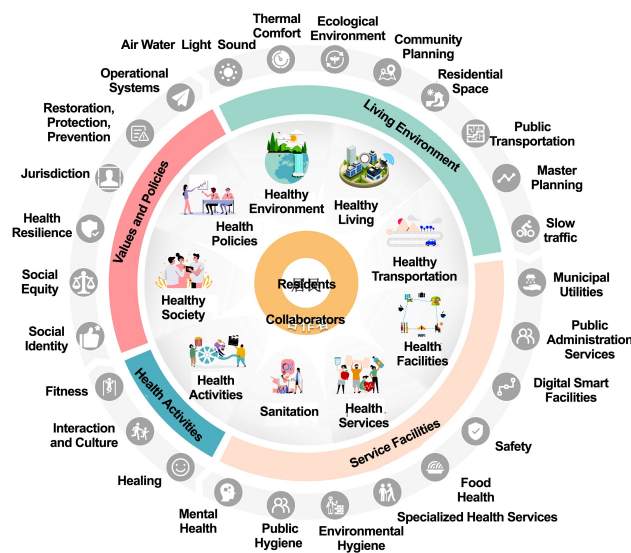 Thermal
Comfort
Ecological
Environment
Air Water Light Sound
Community
Planning
Operational
Systems
Residential
Space
Restoration,
Protection,
Prevention
Public
Transportation
Jurisdiction
Master
Planning
Health
Resilience
Slow
traffic
Social
Equity
Municipal
Utilities
Social
Identity
Public
Administration
Services
Fitness
Digital Smart
Facilities
Interaction
and Culture
Safety
Healing
Food
Health
Mental
Health
Specialized Health Services
Public
Hygiene
Environmental
Hygiene
Living Environment
Values and Policies
Health Activities
Service Facilities
Healthy
Environment
Healthy
Living
Health
Policies
Healthy
Transportation
Healthy
Society
Health
Facilities
Health
Activities
Sanitation
Health
Services
Residents
居民
Collaborators